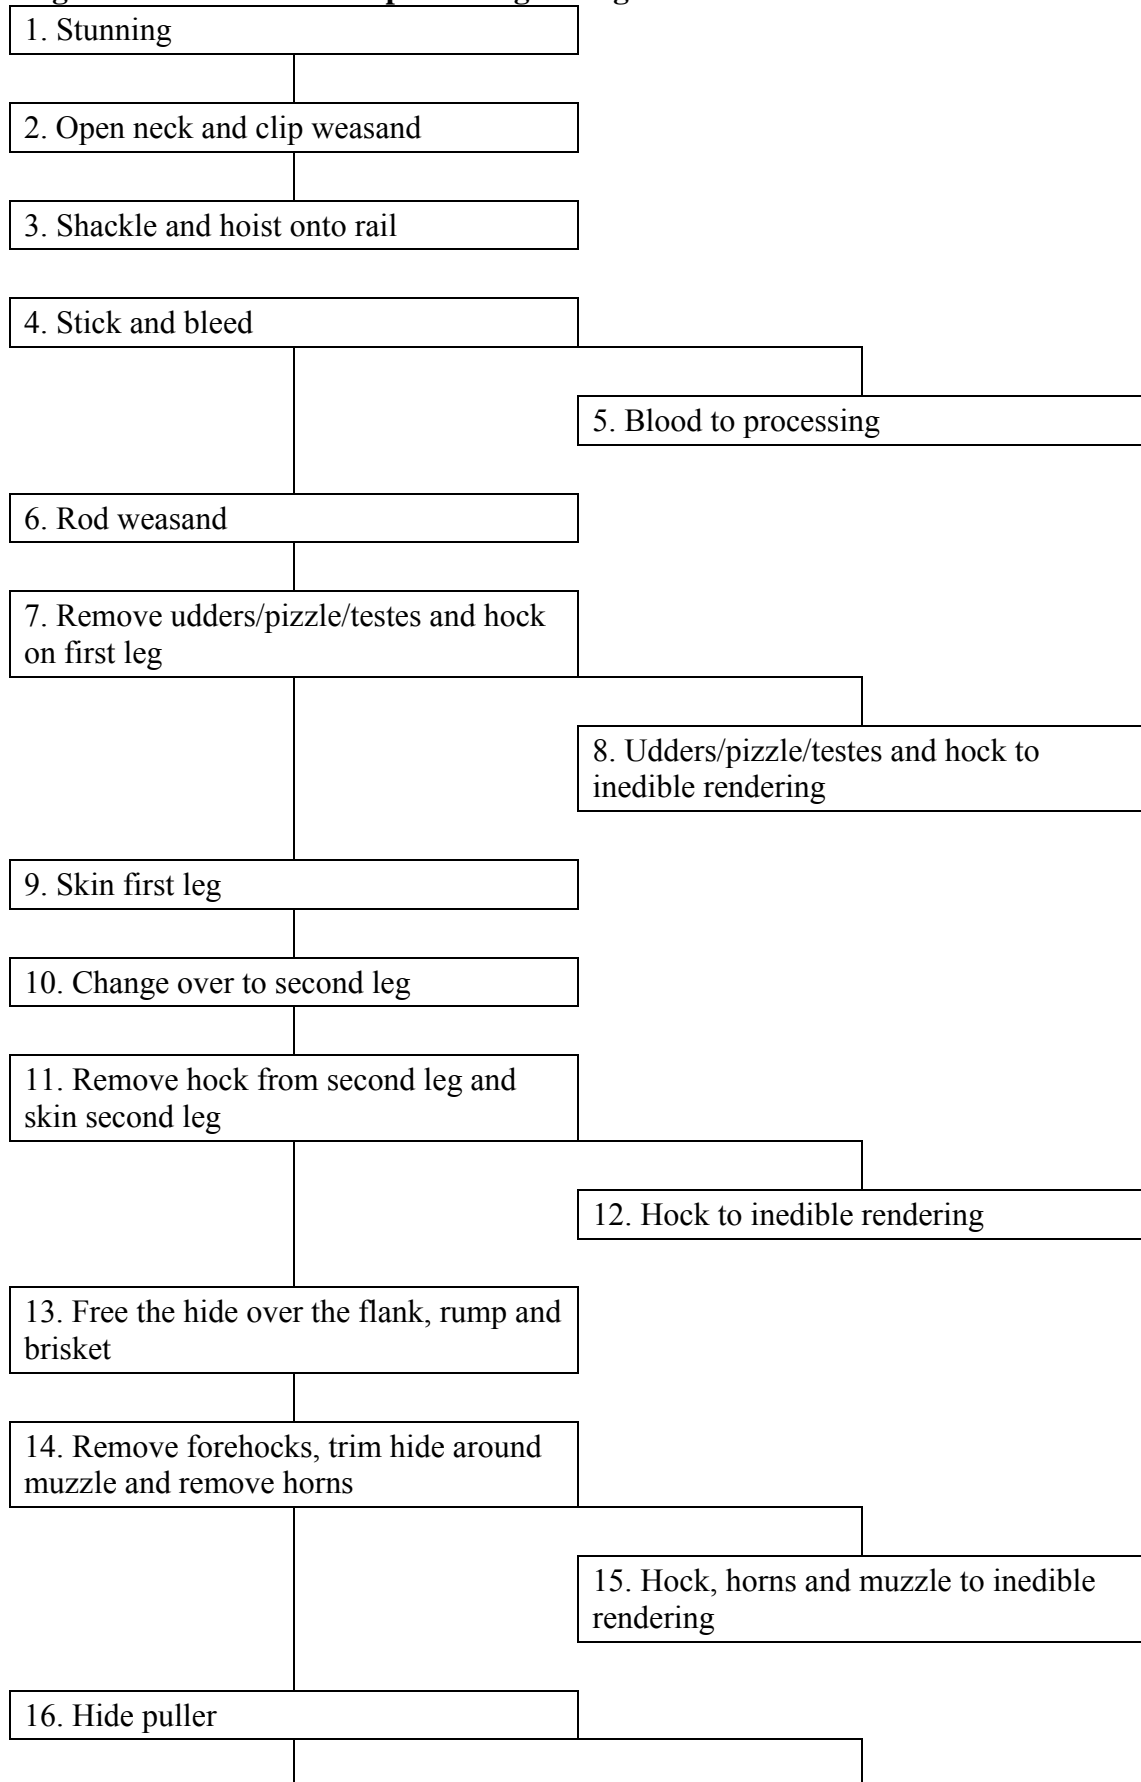 1. Stunning
2. Open neck and clip weasand
3. Shackle and hoist onto rail
4. Stick and bleed
5. Blood to processing
6. Rod weasand
7. Remove udders/pizzle/testes and hock
on first leg
8. Udders/pizzle/testes and hock to
inedible rendering
9. Skin first leg
10. Change over to second leg
11. Remove hock from second leg and
skin second leg
12. Hock to inedible rendering
13. Free the hide over the flank, rump and
brisket
14. Remove forehocks, trim hide around
muzzle and remove horns
15. Hock, horns and muzzle to inedible
rendering
16. Hide puller